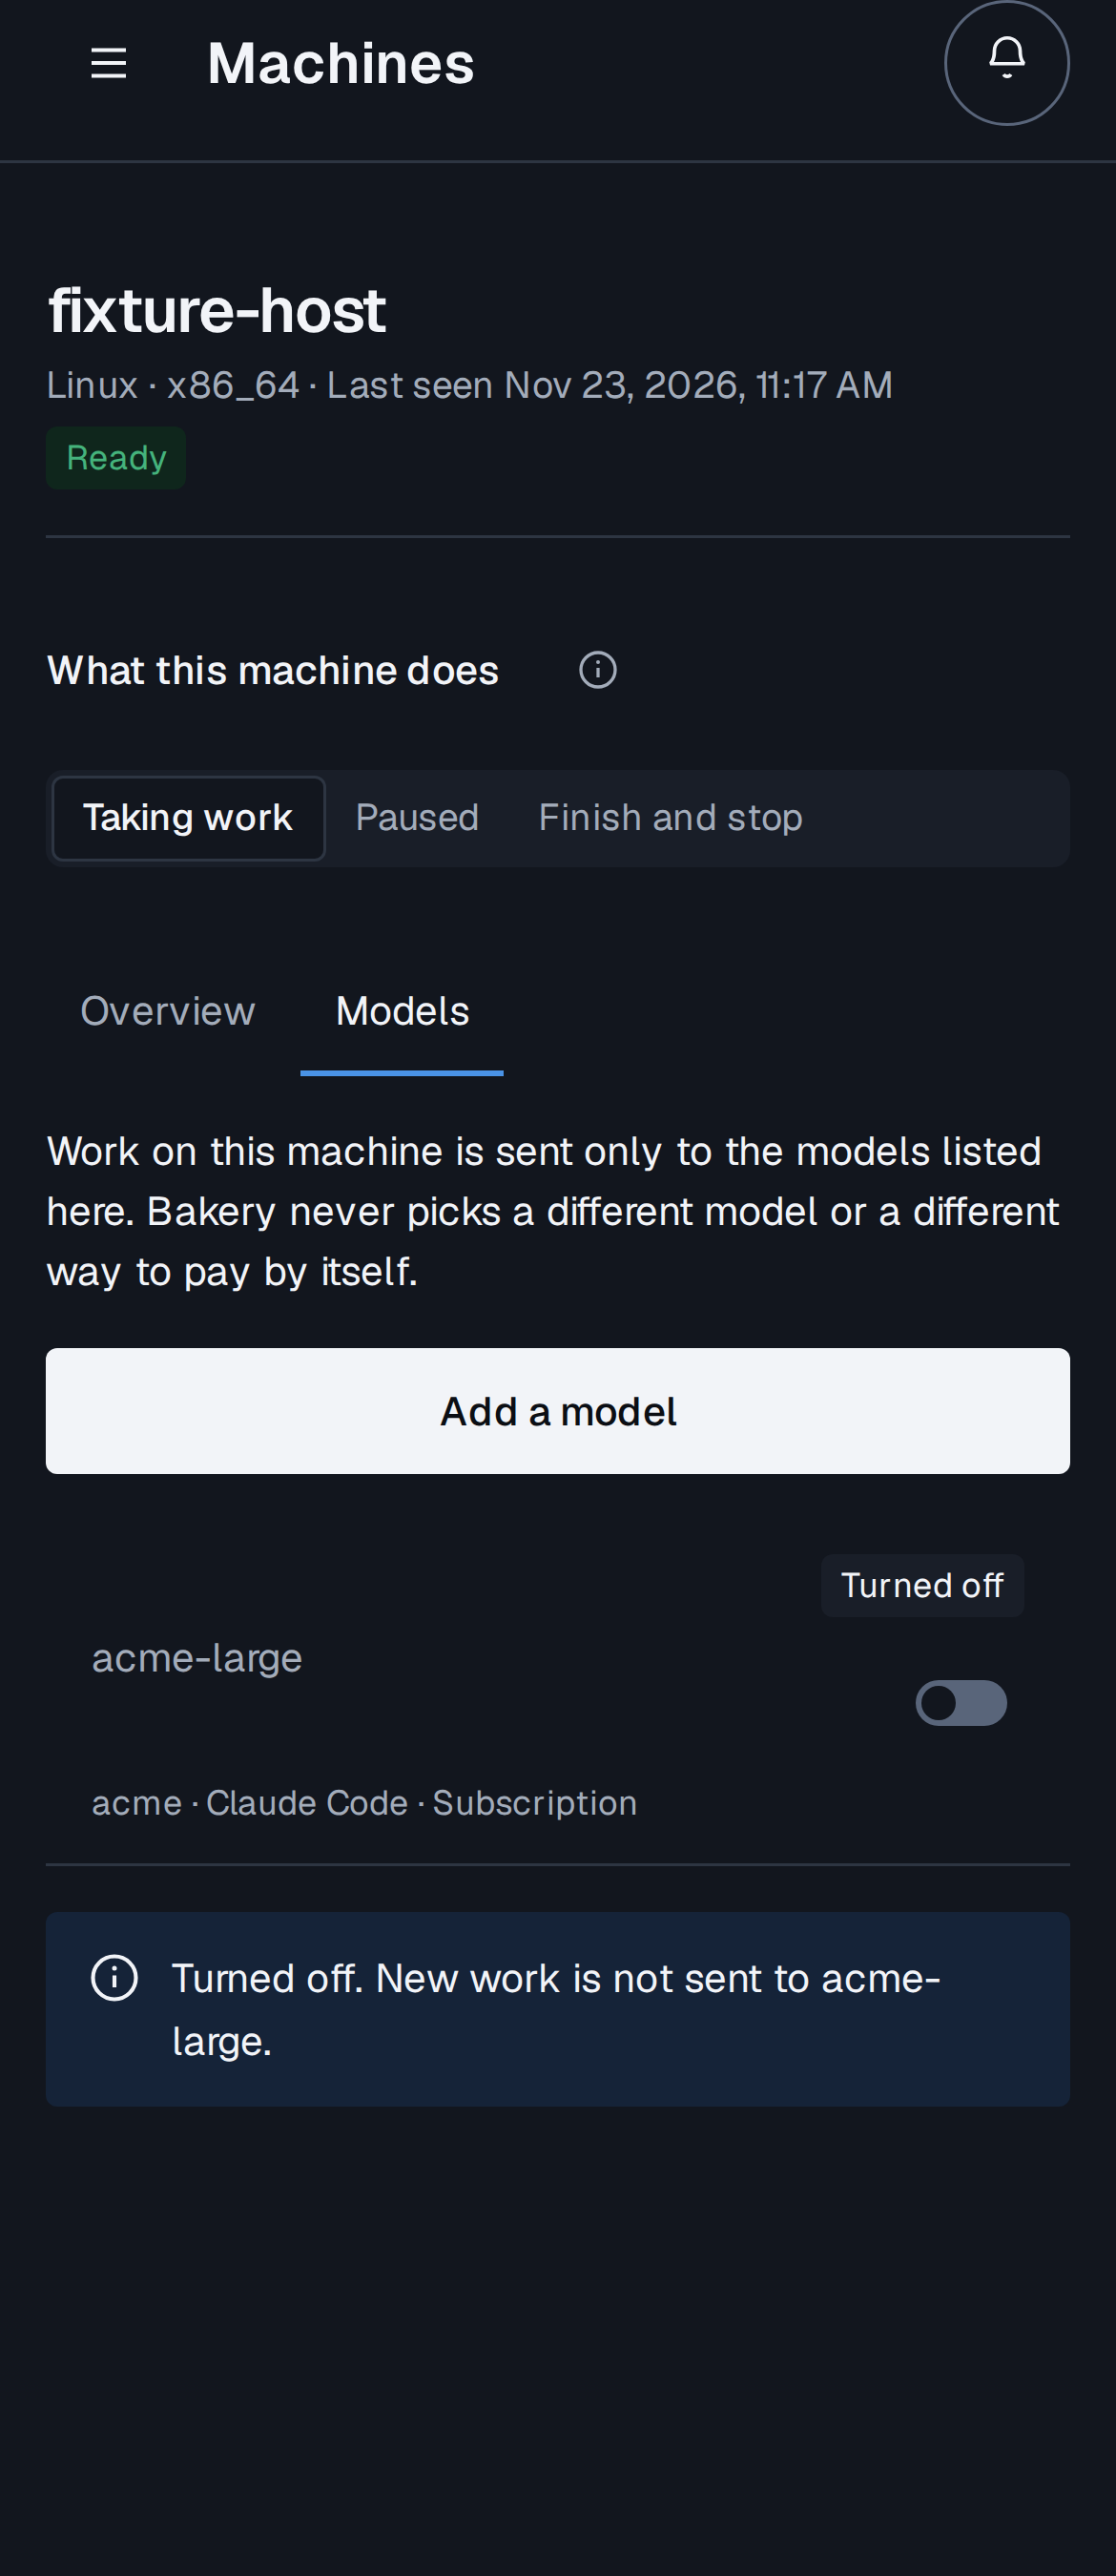 Machines
fixture-host
Linux · x86_64 · Last seen Nov 23, 2026, 11:17 AM
Ready
What this machine does
Taking work Paused Finish and stop
Overview Models
Work on this machine is sent only to the models listed
here. Bakery never picks a different model or a different
way to pay by itself.
Add a model
Turned off
acme-large
acme · Claude Code · Subscription
Turned off. New work is not sent to acme-
large.